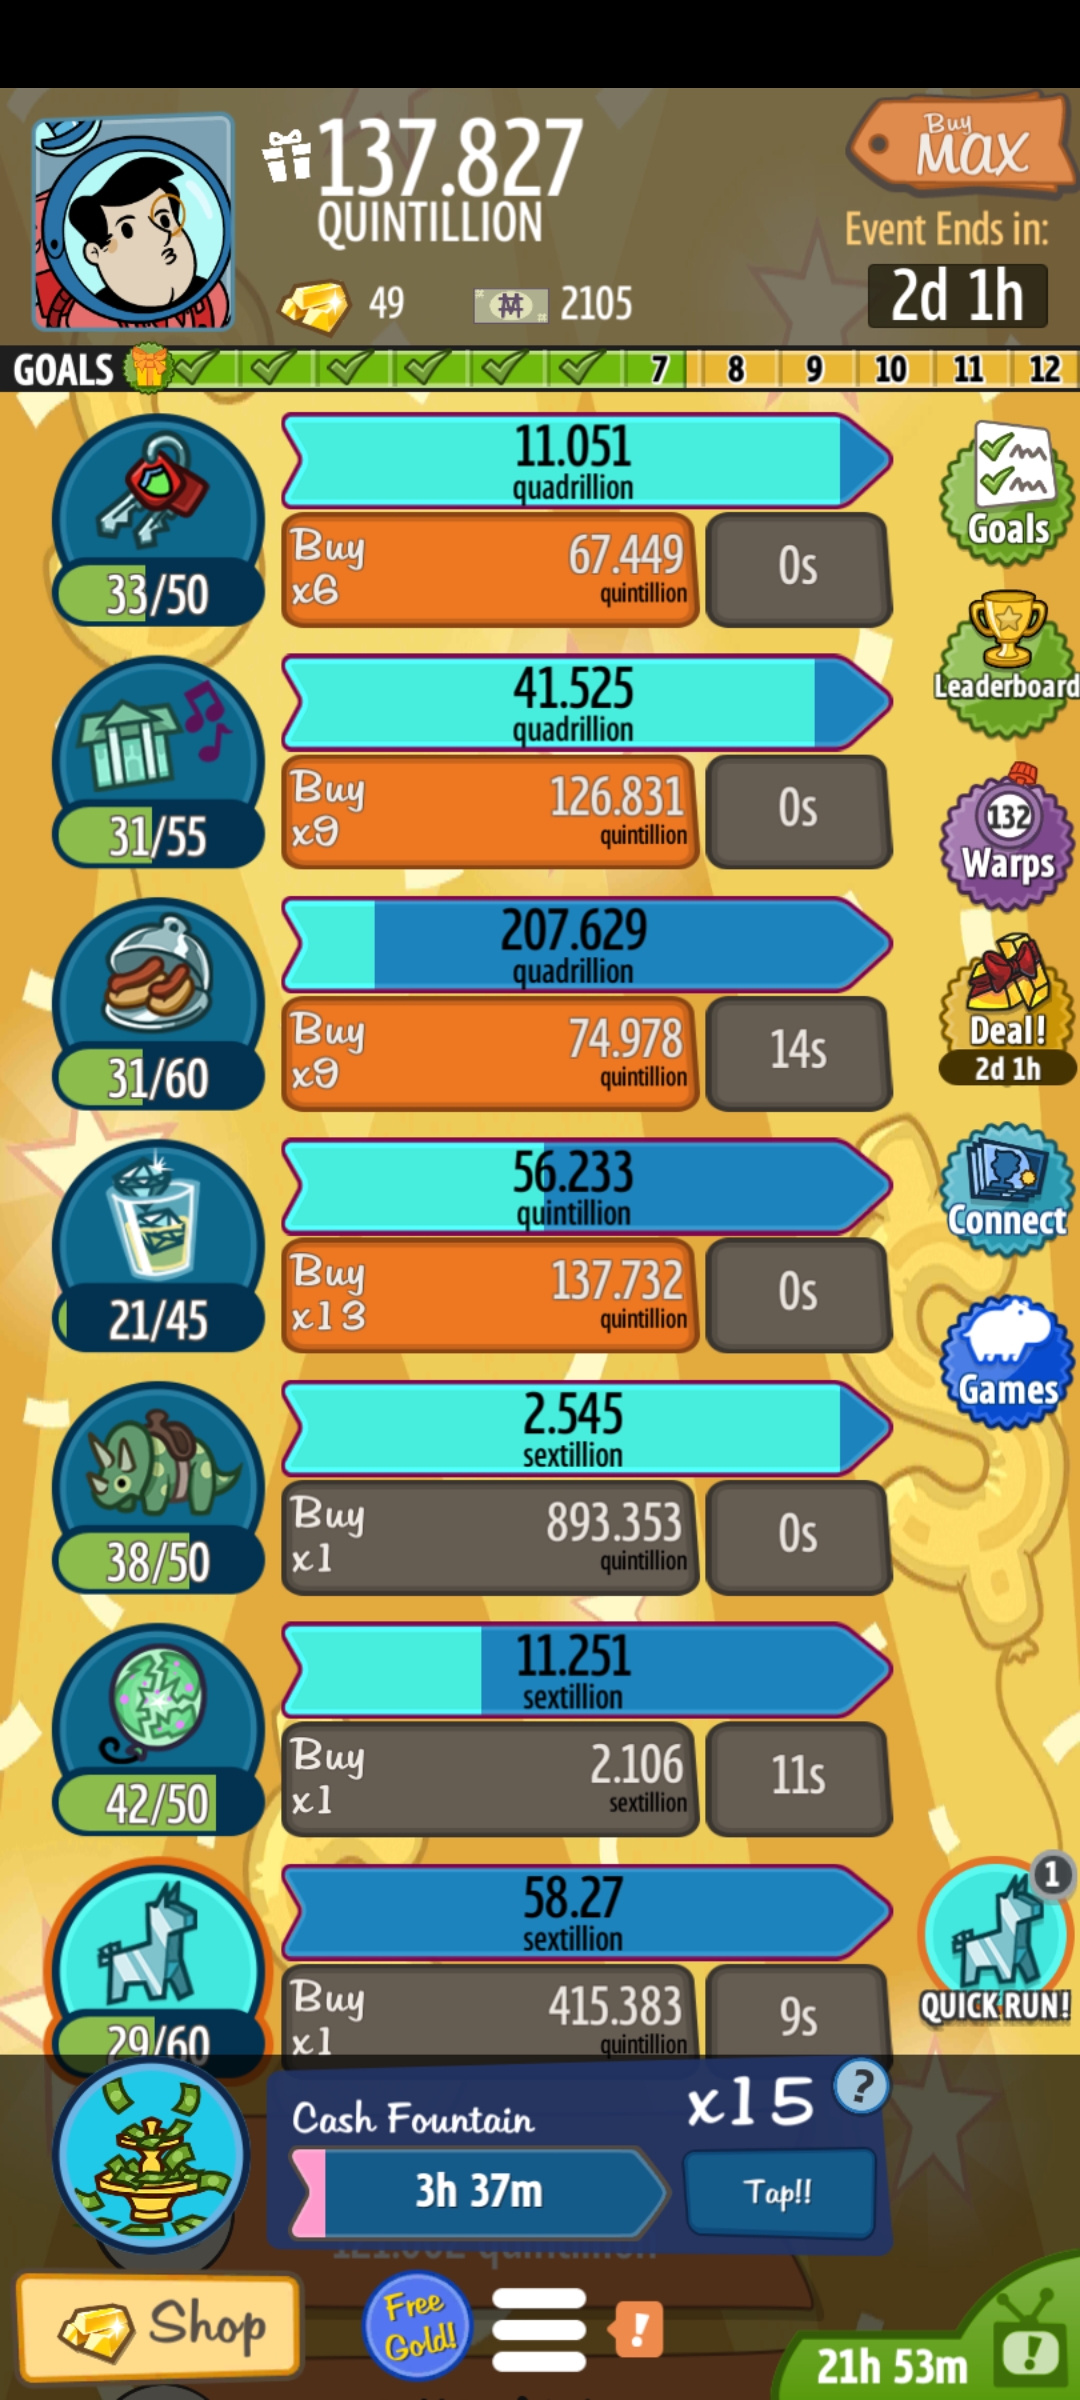 137.827
QUINTILLION
Buy
MAX
Event Ends in:
2d 1h
49
2105
GOALS 7 8 9 10 11 12
11.051
quadrillion
33/50
Buy
x6
67.449
quintillion
0s
Goals
41.525
quadrillion
31/55
Buy
x9
126.831
quintillion
0s
Leaderboard
132
Warps
207.629
quadrillion
31/60
Buy
x9
74.978
quintillion
14s
Deal!
2d 1h
56.233
quintillion
21/45
Buy
x13
137.732
quintillion
0s
Connect
Games
2.545
sextillion
38/50
Buy
x1
893.353
quintillion
0s
11.251
sextillion
42/50
Buy
x1
2.106
sextillion
11s
58.27
sextillion
29/60
Buy
x1
415.383
quintillion
9s
1
QUICK RUN!
Cash Fountain
x15
?
3h 37m
Tap!!
Shop
Free
Gold!
!
21h 53m
!